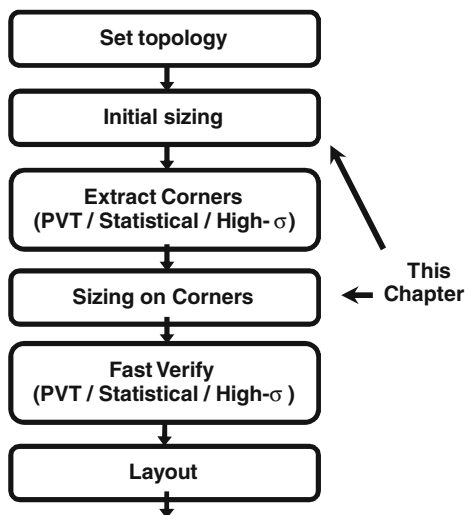 Set topology
Initial sizing
Extract Corners
(PVT / Statistical / High- σ)
This
Chapter
Sizing on Corners
Fast Verify
(PVT / Statistical / High-σ )
Layout